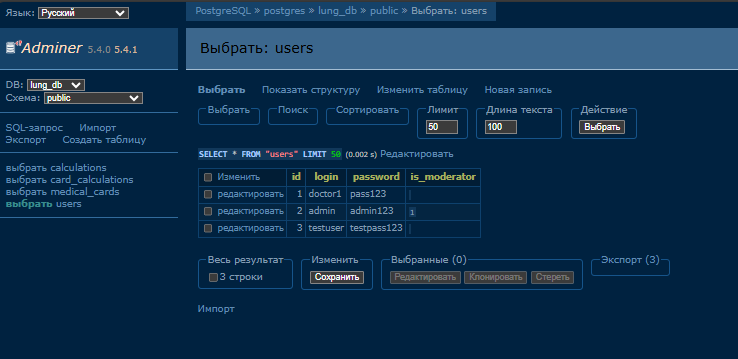 Язык: Русский
PostgreSQL » postgres » lung_db » public » Выбрать: users
Adminer 5.4.0 5.4.1
Выбрать: users
DB: lung_db
Схема: public
SQL-запрос Импорт
Экспорт Создать таблицу
выбрать calculations
выбрать card_calculations
выбрать medical_cards
выбрать users
Выбрать Показать структуру Изменить таблицу Новая запись
Выбрать Поиск Сортировать Лимит Длина текста Действие
50 100 Выбрать
SELECT * FROM "users" LIMIT 50 (0.002 s) Редактировать
Изменить id login password is_moderator
редактировать 1 doctor1 pass123
редактировать 2 admin admin123 1
редактировать 3 testuser testpass123
Весь результат Изменить Выбранные (0) Экспорт (3)
3 строки Сохранить Редактировать Клонировать Стереть
Импорт